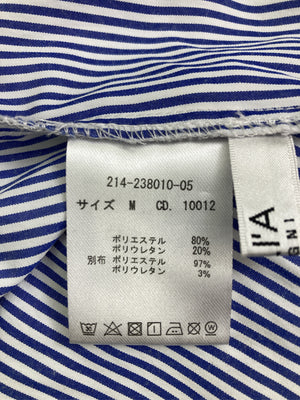 214-238010-05
サイズ M CD. 10012
ポリエステル 80%
ポリウレタン 20%
別布 ポリエステル 97%
ポリウレタン 3%
I'A
GNI